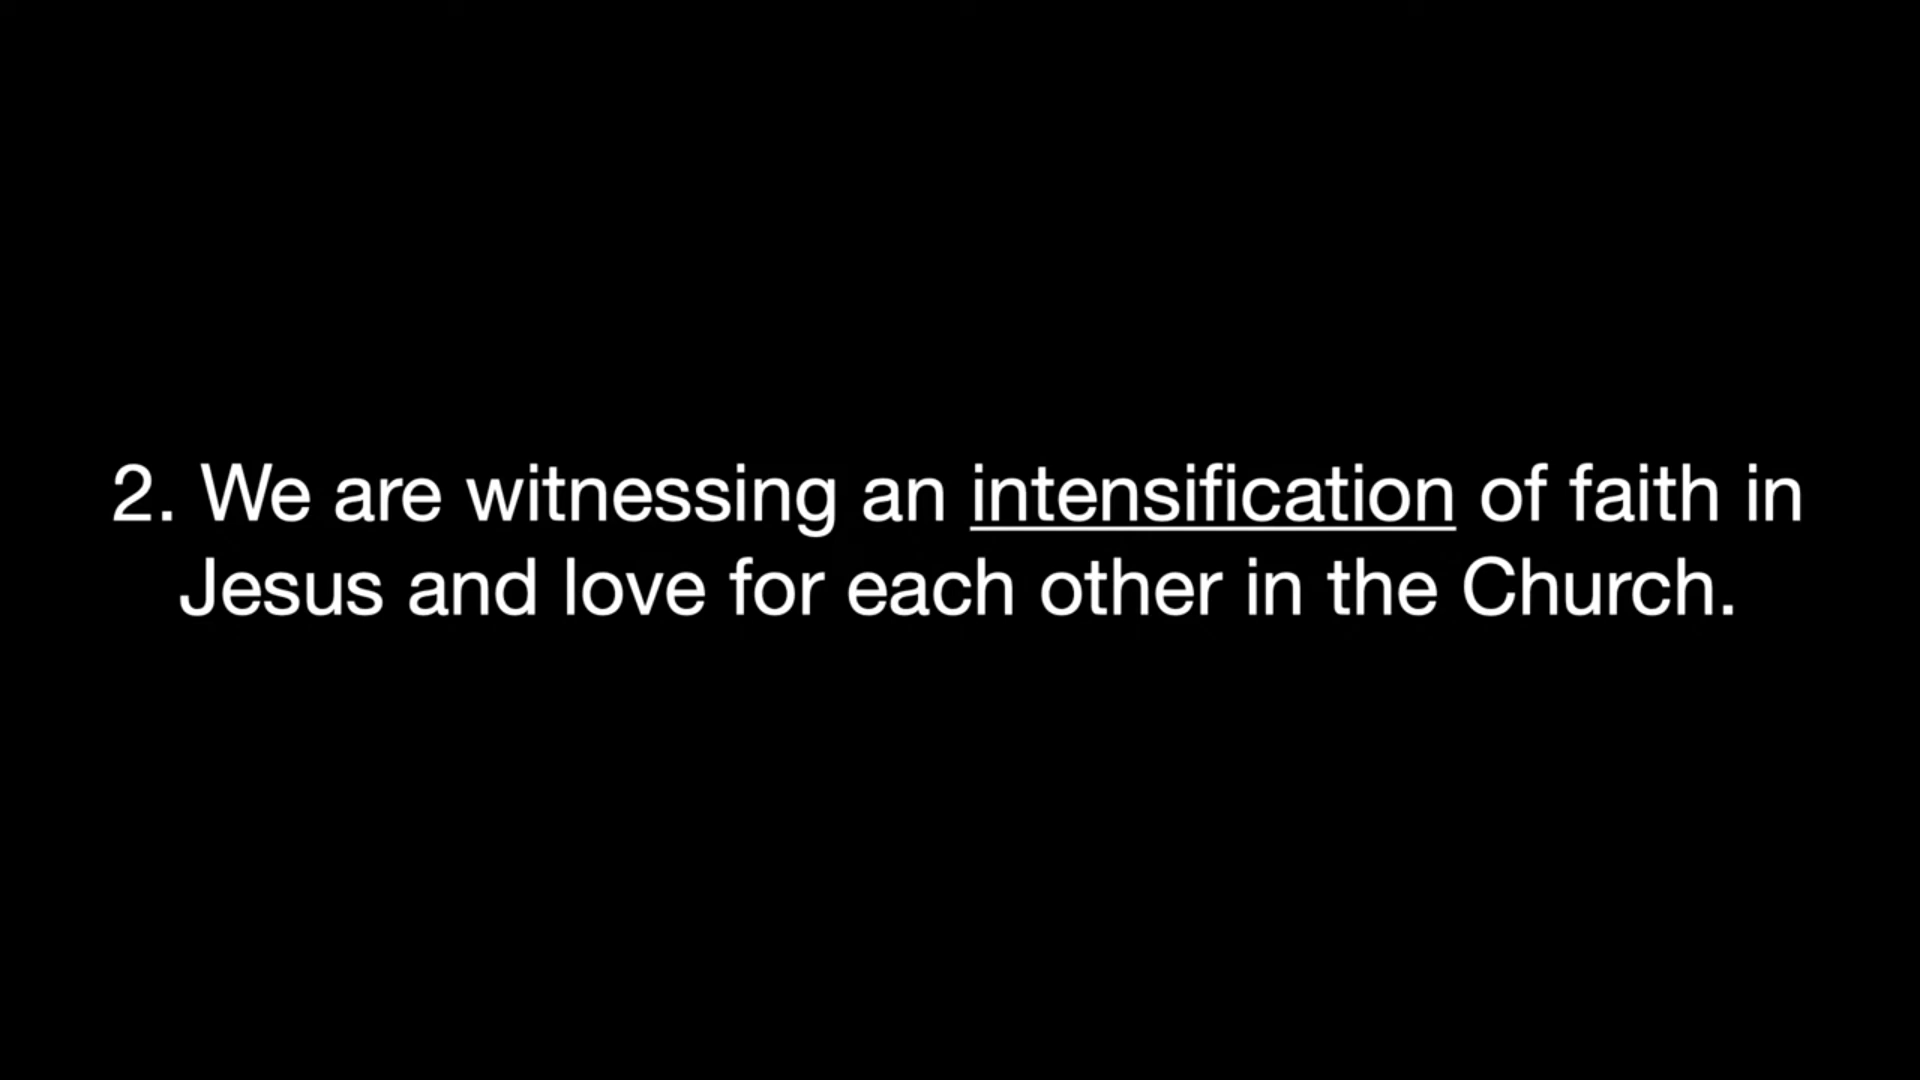 2. We are witnessing an intensification of faith in
Jesus and love for each other in the Church.